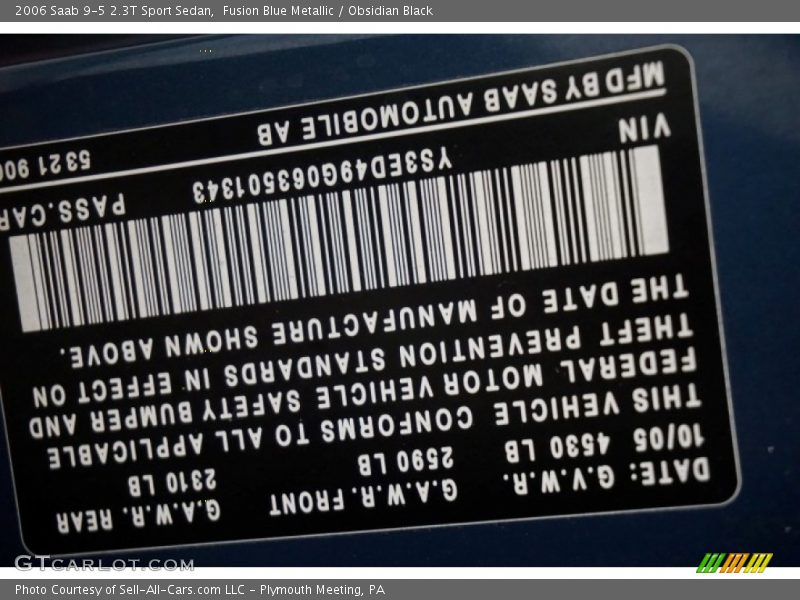 2006 Saab 9-5 2.3T Sport Sedan,  Fusion Blue Metallic / Obsidian Black
DATE: G.V.W.R. G.A.W.R. FRONT G.A.W.R. REAR
10/05 4530 LB 2590 LB 2310 LB
THIS VEHICLE CONFORMS TO ALL APPLICABLE
FEDERAL MOTOR VEHICLE SAFETY BUMPER AND
THEFT PREVENTION STANDARDS IN EFFECT ON
THE DATE OF MANUFACTURE SHOWN ABOVE.
VIN YS3ED49G063501343 PASS.CAR
MFD BY SAAB AUTOMOBILE AB 5321 900
GTCARLOT.COM
Photo Courtesy of Sell-All-Cars.com LLC - Plymouth Meeting, PA